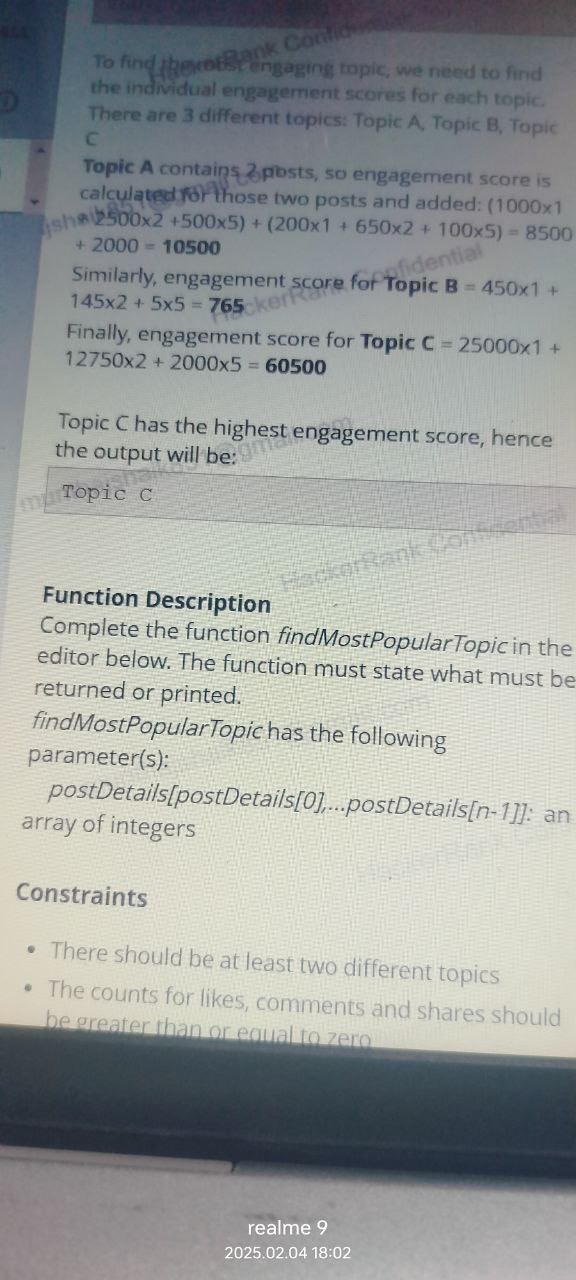 To find the most engaging topic, we need to find
the individual engagement scores for each topic.
There are 3 different topics: Topic A, Topic B, Topic
C
Topic A contains 2 posts, so engagement score is
calculated for those two posts and added: (1000x1
+ 2500x2 +500x5) + (200x1 + 650x2 + 100x5) = 8500
+ 2000 = 10500
Similarly, engagement score for Topic B = 450x1 +
145x2 + 5x5 = 765
Finally, engagement score for Topic C = 25000x1 +
12750x2 + 2000x5 = 60500
Topic C has the highest engagement score, hence
the output will be:
Topic C
HackerRank Confidential
Function Description
Complete the function findMostPopularTopic in the
editor below. The function must state what must be
returned or printed.
findMostPopularTopic has the following
parameter(s):
postDetails[postDetails[0],...postDetails[n-1]]: an
array of integers
Constraints
• There should be at least two different topics
• The counts for likes, comments and shares should
be greater than or equal to zero
realme 9
2025.02.04 18:02